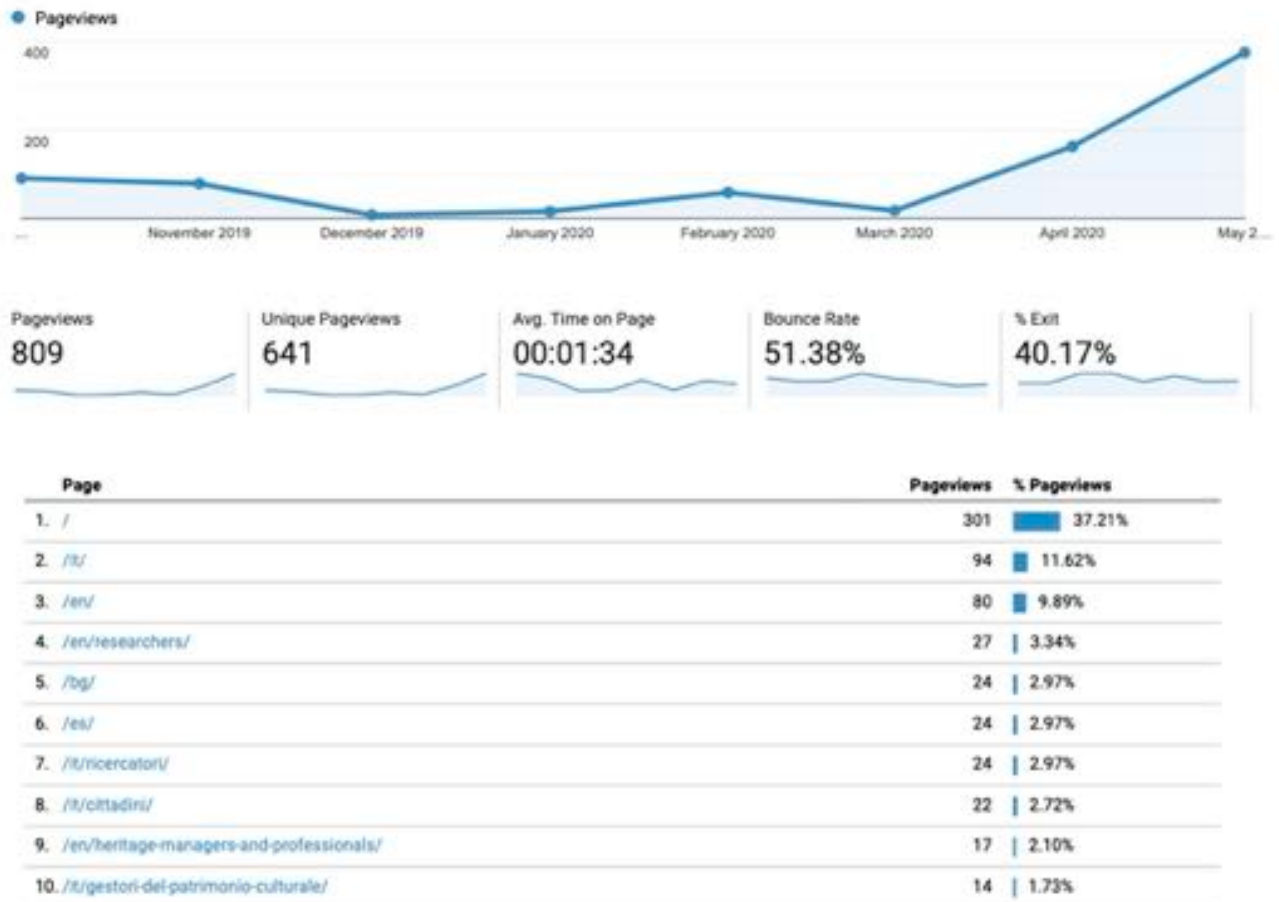 Pageviews
400
200
... November 2019 December 2019 January 2020 February 2020 March 2020 April 2020 May 2...
Pageviews Unique Pageviews Avg. Time on Page Bounce Rate % Exit
809 641 00:01:34 51.38% 40.17%
Page Pageviews % Pageviews
1. / 301 37.21%
2. /it/ 94 11.62%
3. /en/ 80 9.89%
4. /en/researchers/ 27 3.34%
5. /bg/ 24 2.97%
6. /es/ 24 2.97%
7. /it/ricercatori/ 24 2.97%
8. /it/cittadini/ 22 2.72%
9. /en/heritage-managers-and-professionals/ 17 2.10%
10. /it/gestori-del-patrimonio-culturale/ 14 1.73%